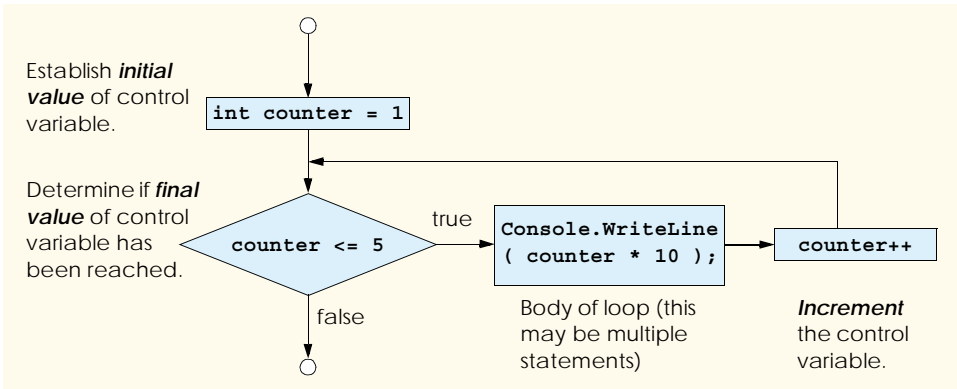 Establish initial
value of control
variable.
int counter = 1
Determine if final
value of control
variable has
been reached.
counter <= 5
true
Console.WriteLine
( counter * 10 );
counter++
false
Body of loop (this
may be multiple
statements)
Increment
the control
variable.